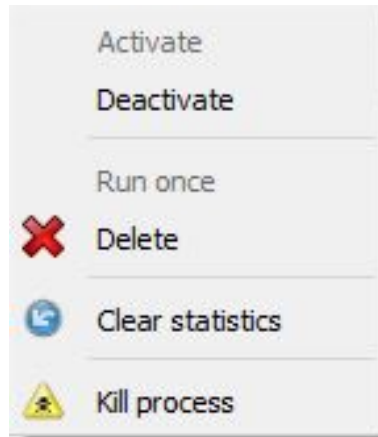 Activate
Deactivate
Run once
Delete
Clear statistics
Kill process